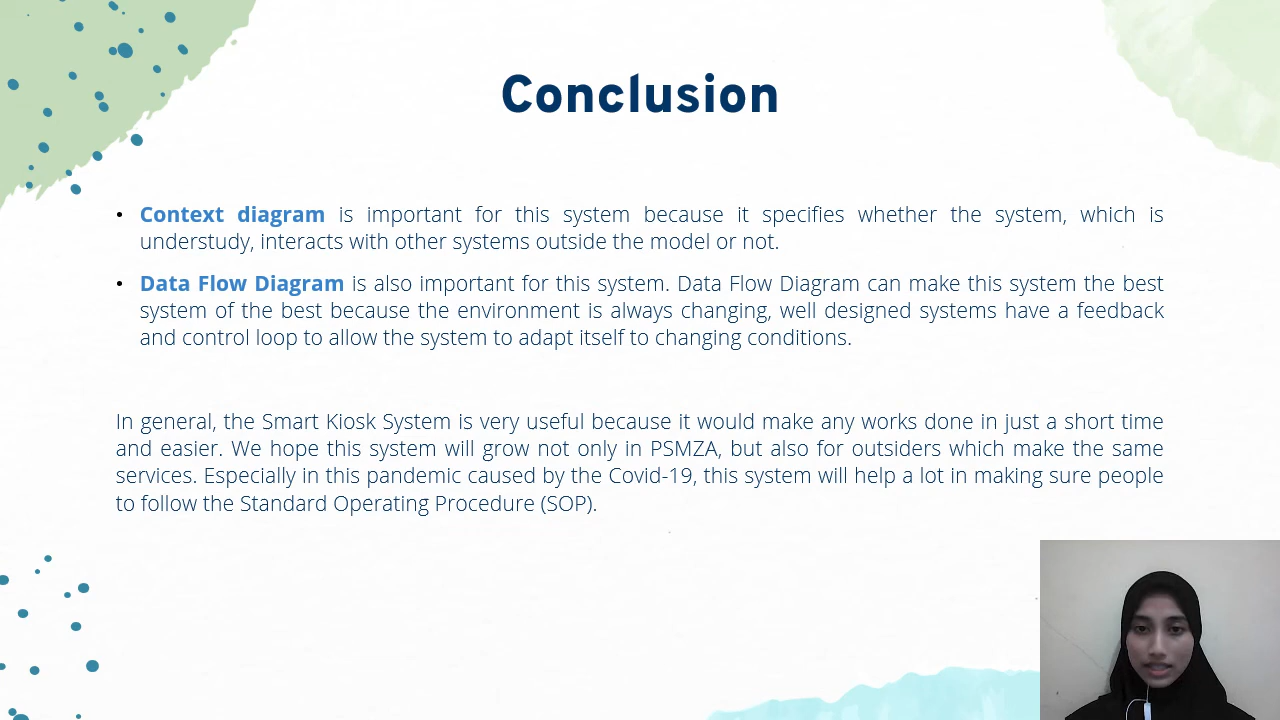 Conclusion
• Context diagram is important for this system because it specifies whether the system, which is
understudy, interacts with other systems outside the model or not.
• Data Flow Diagram is also important for this system. Data Flow Diagram can make this system the best
system of the best because the environment is always changing, well designed systems have a feedback
and control loop to allow the system to adapt itself to changing conditions.
In general, the Smart Kiosk System is very useful because it would make any works done in just a short time
and easier. We hope this system will grow not only in PSMZA, but also for outsiders which make the same
services. Especially in this pandemic caused by the Covid-19, this system will help a lot in making sure people
to follow the Standard Operating Procedure (SOP).